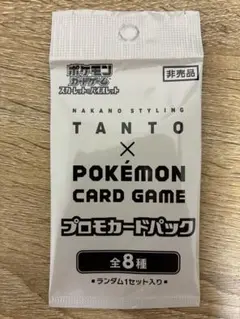 ポケモン
カードゲーム
スカーレット&バイオレット
非売品
NAKANO STYLING
TANTO
×
POKÉMON
CARD GAME
プロモカードパック
全8種
★ランダム1セット入り★